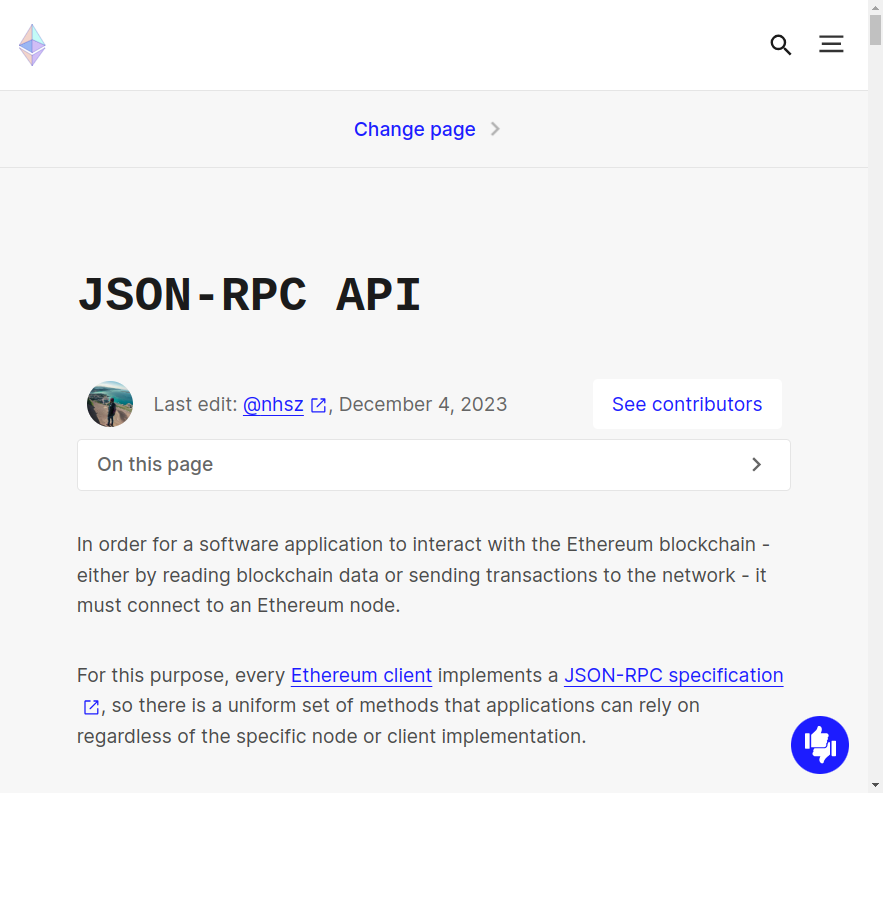 Change page
JSON-RPC API
Last edit: @nhsz , December 4, 2023
See contributors
On this page
In order for a software application to interact with the Ethereum blockchain -
either by reading blockchain data or sending transactions to the network - it
must connect to an Ethereum node.
For this purpose, every Ethereum client implements a JSON-RPC specification
, so there is a uniform set of methods that applications can rely on
regardless of the specific node or client implementation.